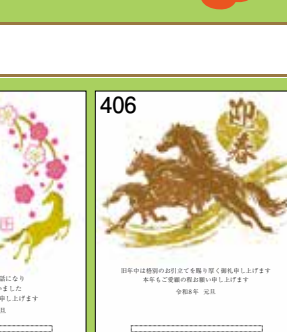 406
迎春
旧年中は格別のお引立てを賜り厚く御礼申し上げます
本年もご愛顧の程お願い申し上げます
令和8年 元旦
話になり
いました
申し上げます
旦